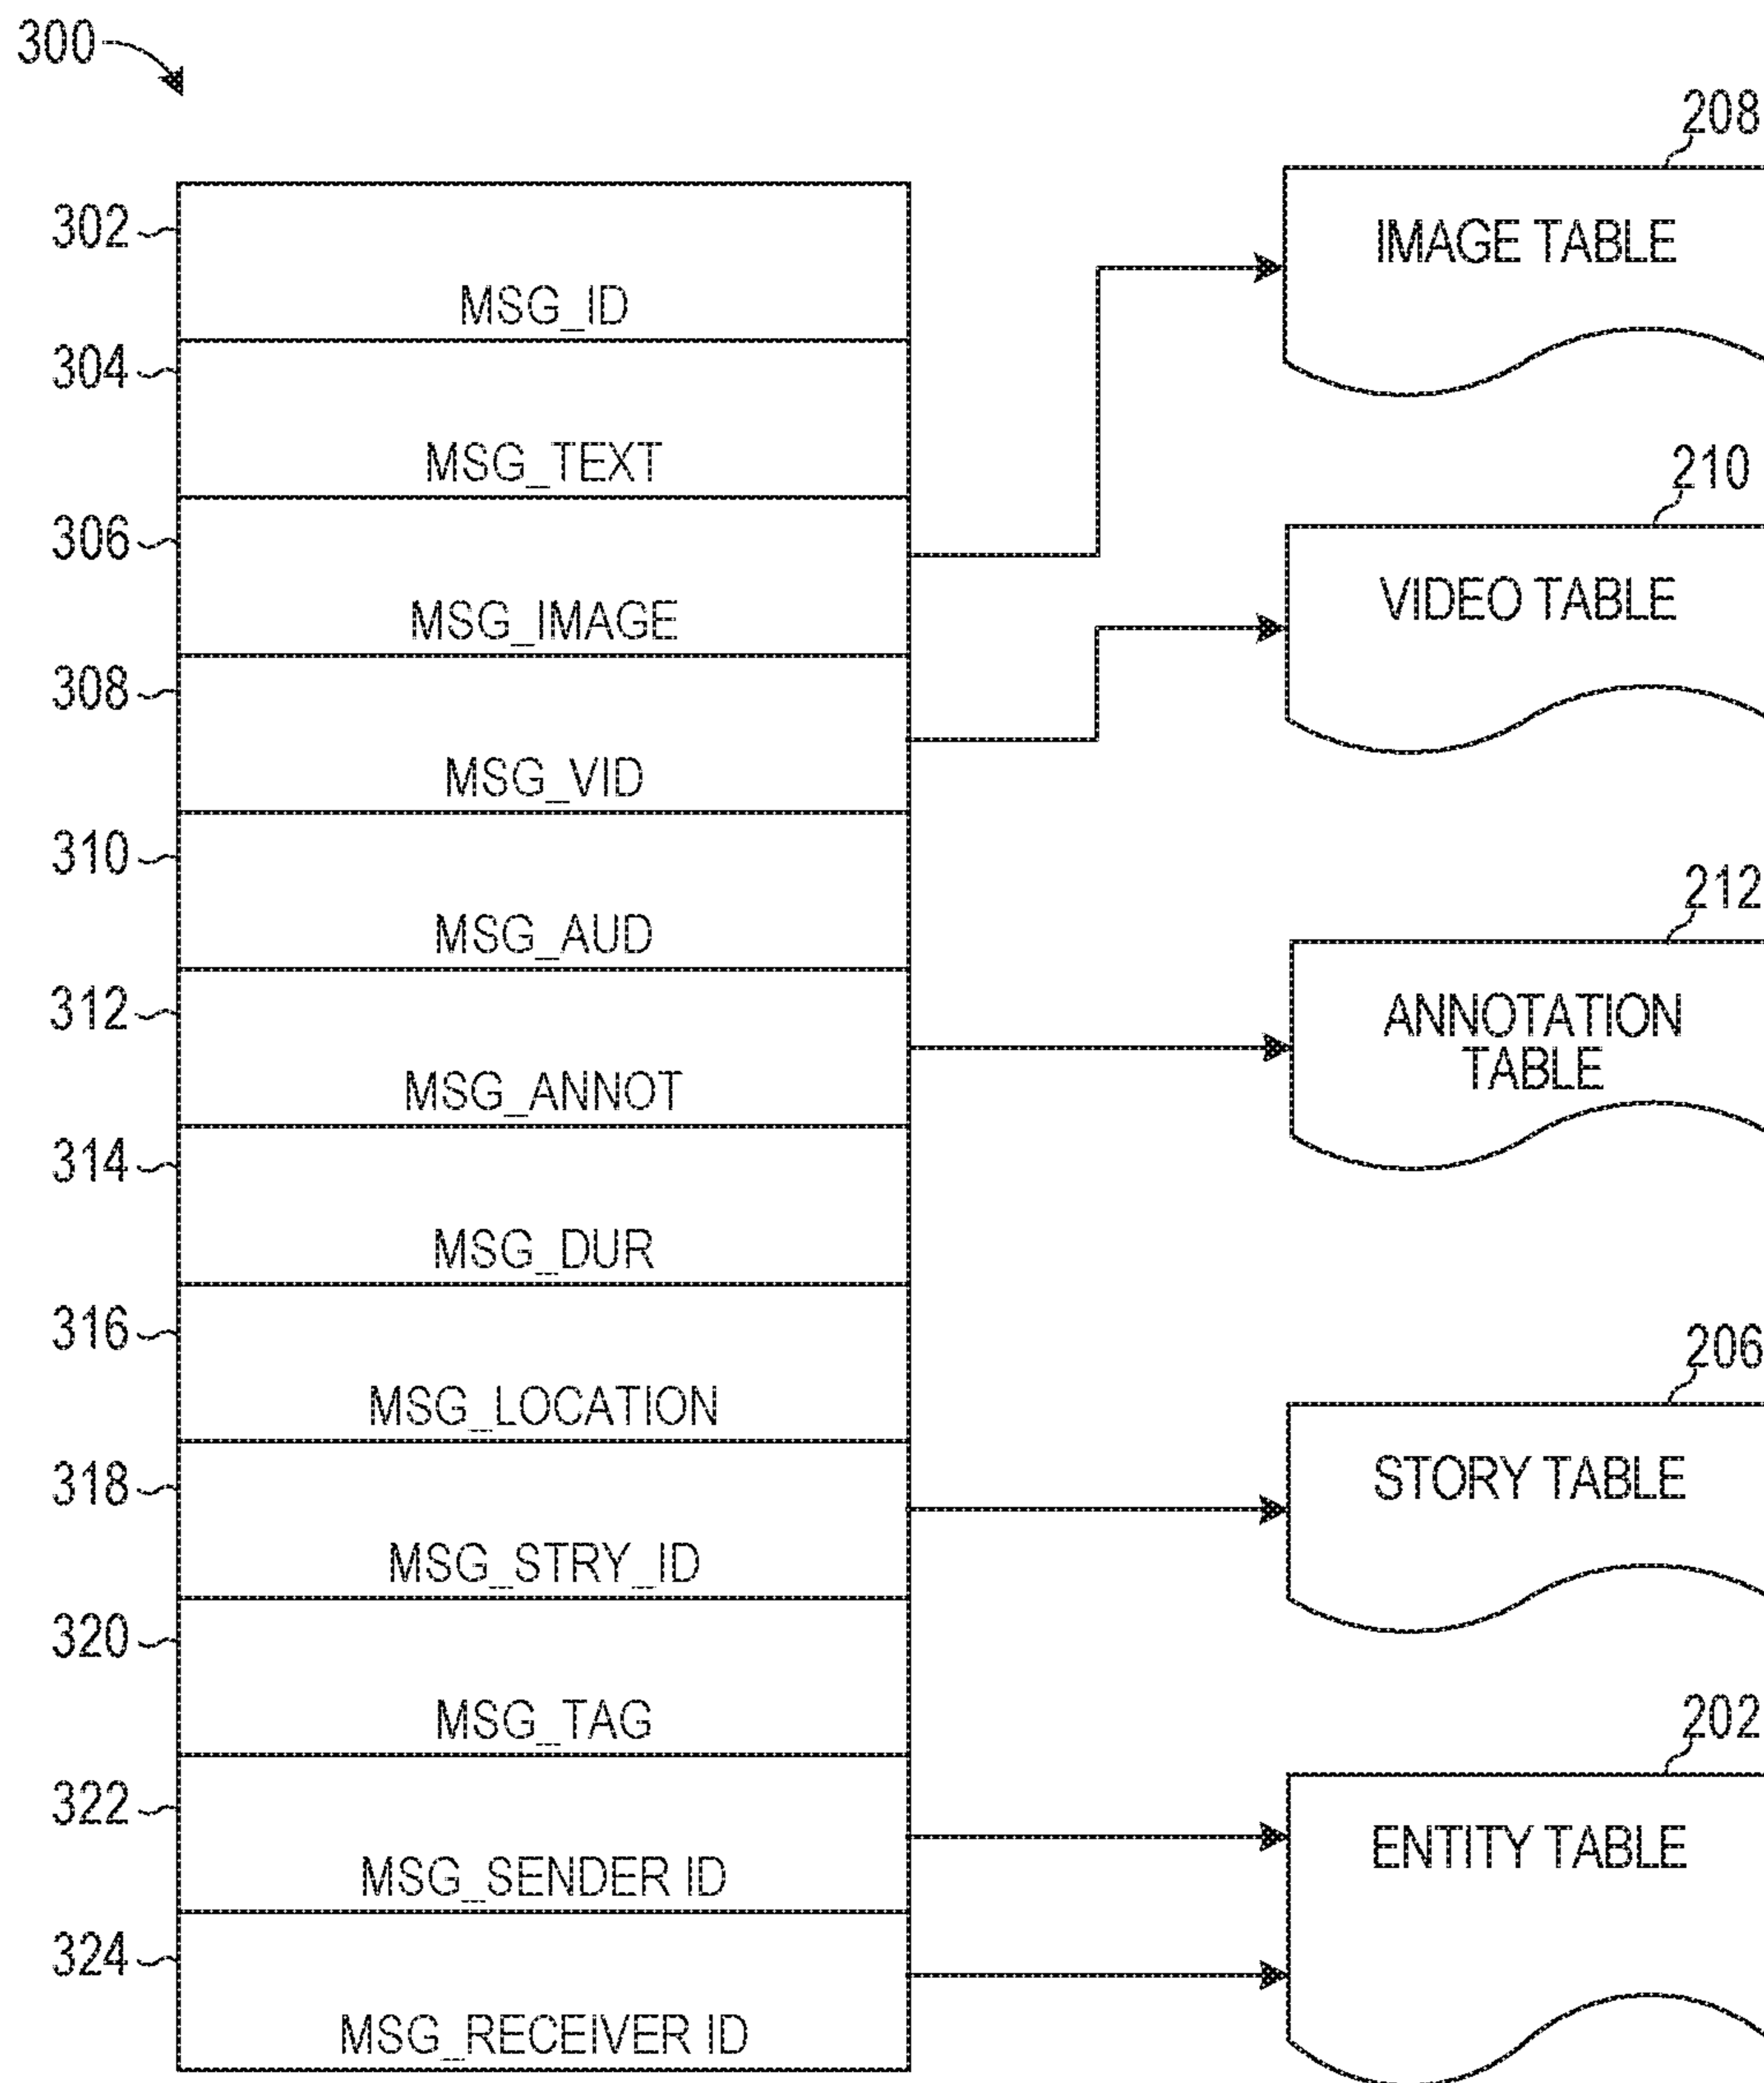 300
208
302
IMAGE TABLE
MSG_ID
304
MSG_TEXT
210
306
VIDEO TABLE
MSG_IMAGE
308
MSG_VID
310
212
MSG_AUD
312
ANNOTATION
TABLE
MSG_ANNOT
314
MSG_DUR
316
206
MSG_LOCATION
318
STORY TABLE
MSG_STRY_ID
320
MSG_TAG
202
322
ENTITY TABLE
MSG_SENDER ID
324
MSG_RECEIVER ID